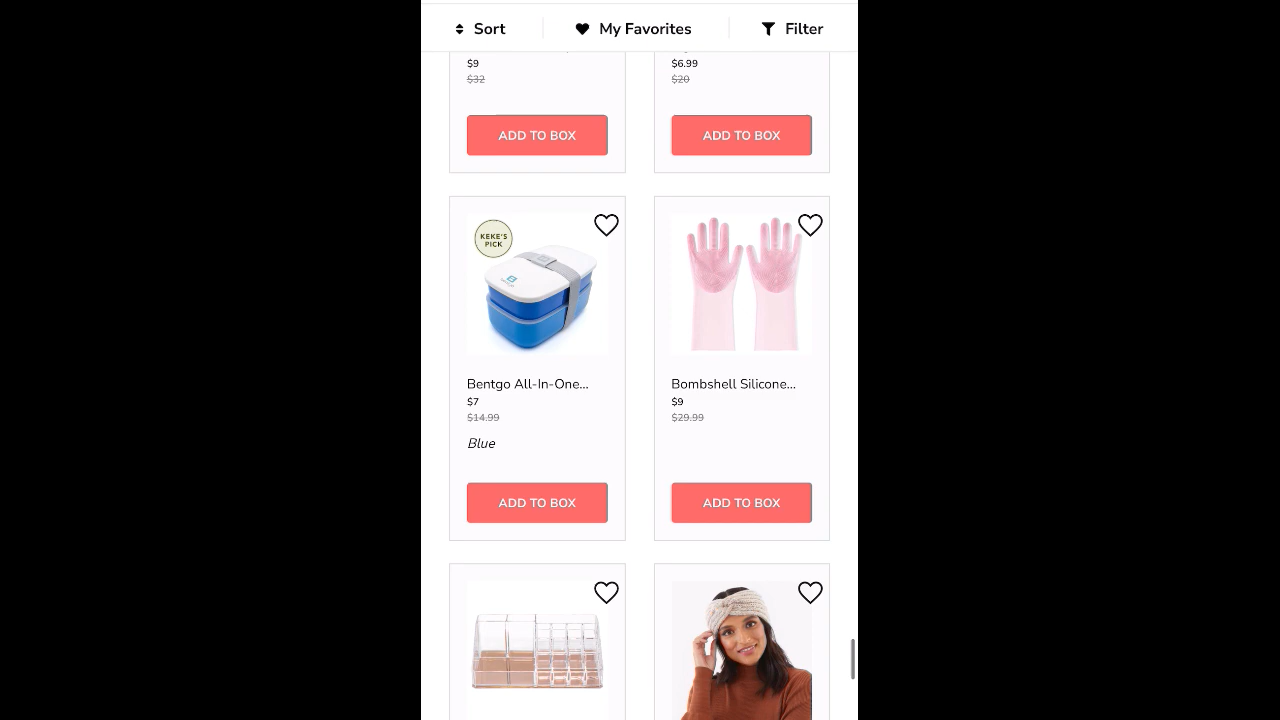 Sort
My Favorites
Filter
$9
$32
$6.99
$20
ADD TO BOX
ADD TO BOX
KEKE'S
PICK
Bentgo All-In-One...
$7
$14.99
Blue
ADD TO BOX
Bombshell Silicone...
$9
$29.99
ADD TO BOX